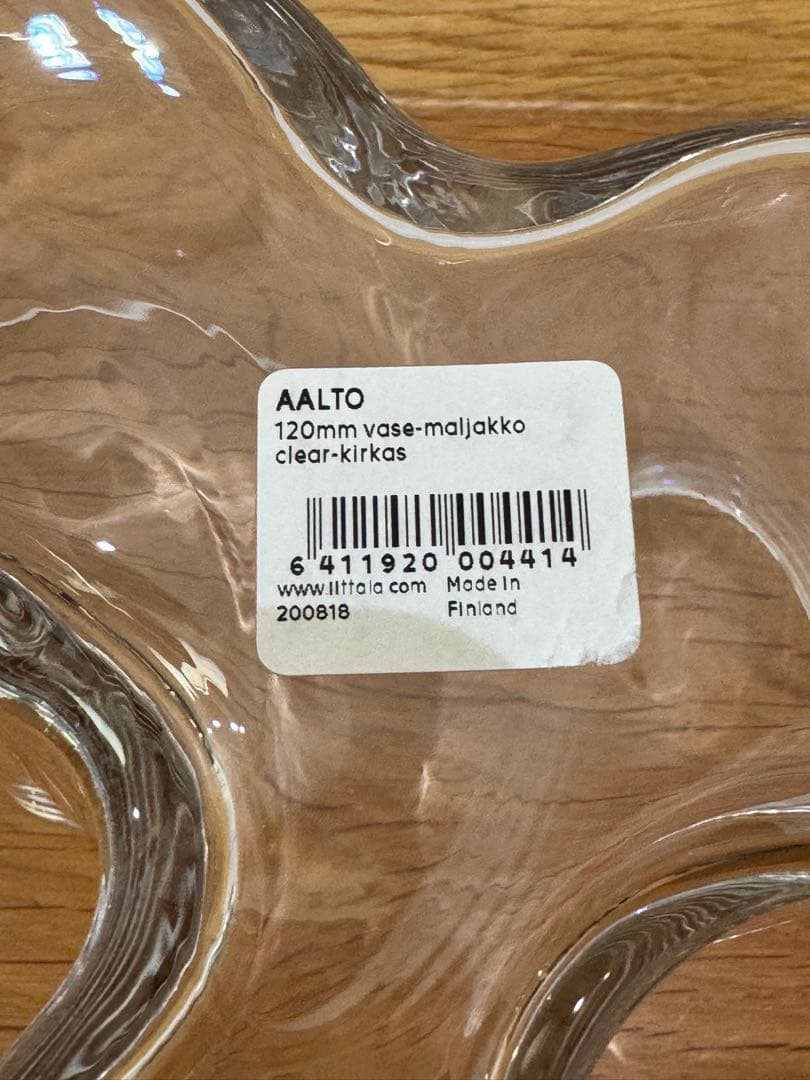 AALTO
120mm vase-maljakko
clear-kirkas
6 411920 004414
www.iittala.com Made in
200818 Finland